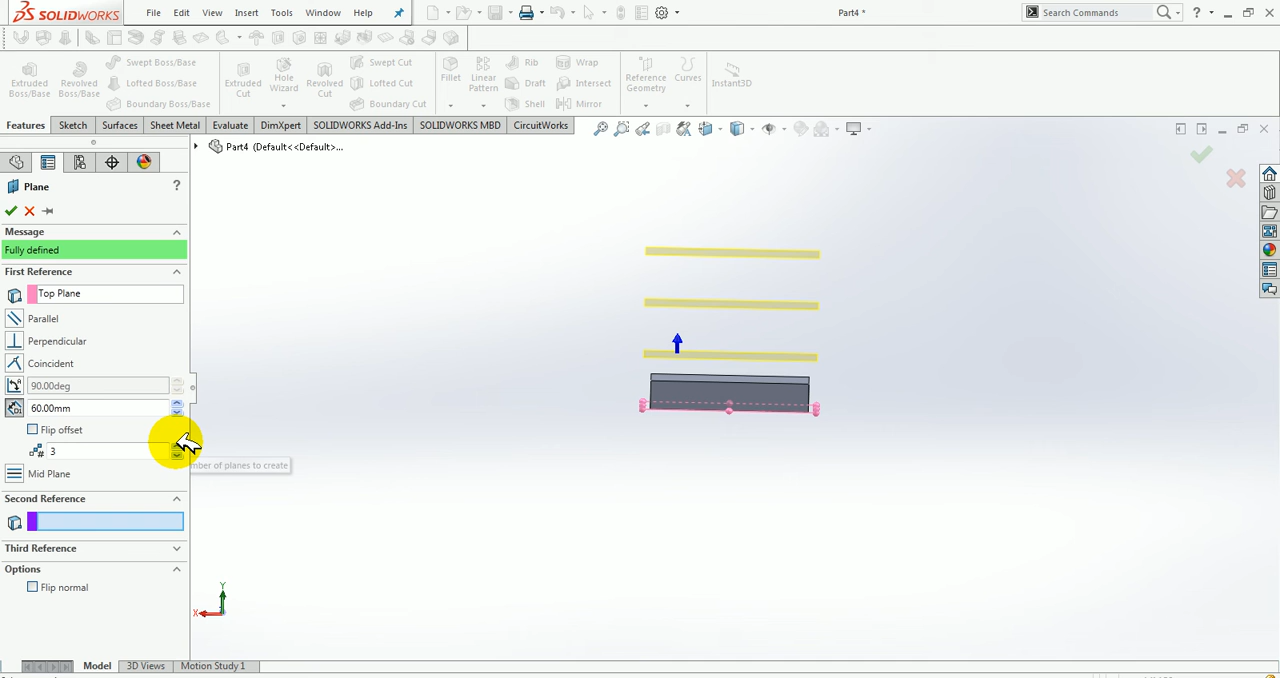 SOLIDWORKS File Edit View Insert Tools Window Help Part4 * Search Commands
Extruded Boss/Base
Revolved Boss/Base
Swept Boss/Base
Lofted Boss/Base
Boundary Boss/Base
Extruded Cut
Hole Wizard
Revolved Cut
Swept Cut
Lofted Cut
Boundary Cut
Fillet
Linear Pattern
Rib
Draft
Shell
Wrap
Intersect
Mirror
Reference Geometry
Curves
Instant3D
Features Sketch Surfaces Sheet Metal Evaluate DimXpert SOLIDWORKS Add-Ins SOLIDWORKS MBD CircuitWorks
Part4 (Default<<Default>...
Plane ?
Message
Fully defined
First Reference
Top Plane
Parallel
Perpendicular
Coincident
90.00deg
60.00mm
Flip offset
3
mber of planes to create
Mid Plane
Second Reference
Third Reference
Options
Flip normal
Y
X
Model 3D Views Motion Study 1